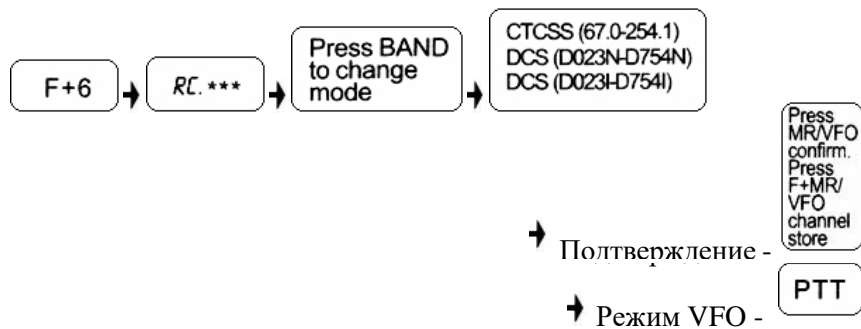 F+6
RC.***
Press BAND
to change
mode
CTCSS (67.0-254.1)
DCS (D023N-D754N)
DCS (D023I-D754I)
Press
MR/VFO
confirm.
Press
F+MR/
VFO
channel
store
Подтверждение -
PTT
Режим VFO -